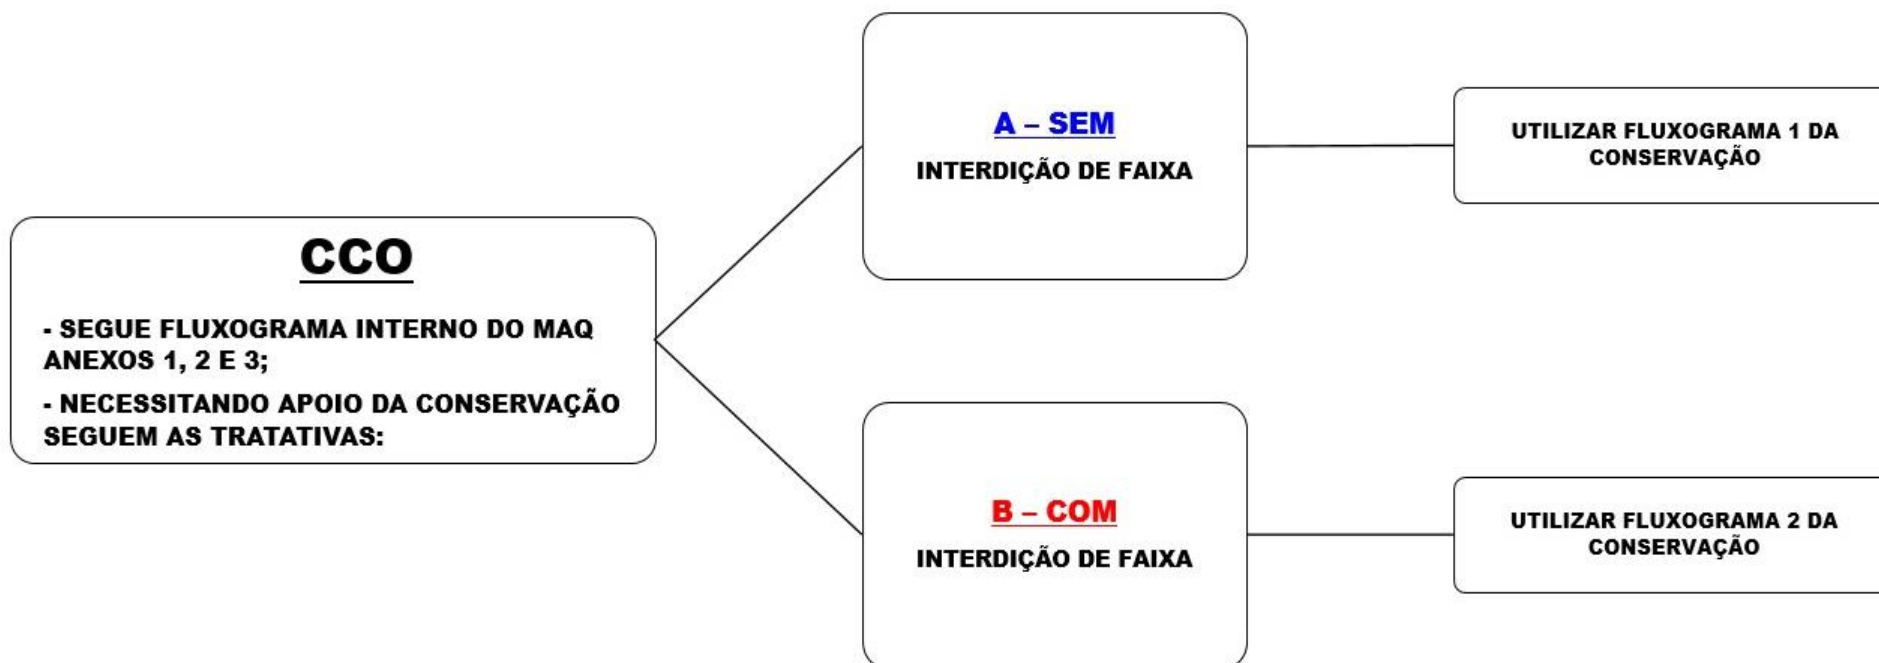 CCO
- SEGUE FLUXOGRAMA INTERNO DO MAQ
ANEXOS 1, 2 E 3;
- NECESSITANDO APOIO DA CONSERVAÇÃO
SEGUEM AS TRATATIVAS:
A – SEM
INTERDIÇÃO DE FAIXA
UTILIZAR FLUXOGRAMA 1 DA
CONSERVAÇÃO
B – COM
INTERDIÇÃO DE FAIXA
UTILIZAR FLUXOGRAMA 2 DA
CONSERVAÇÃO